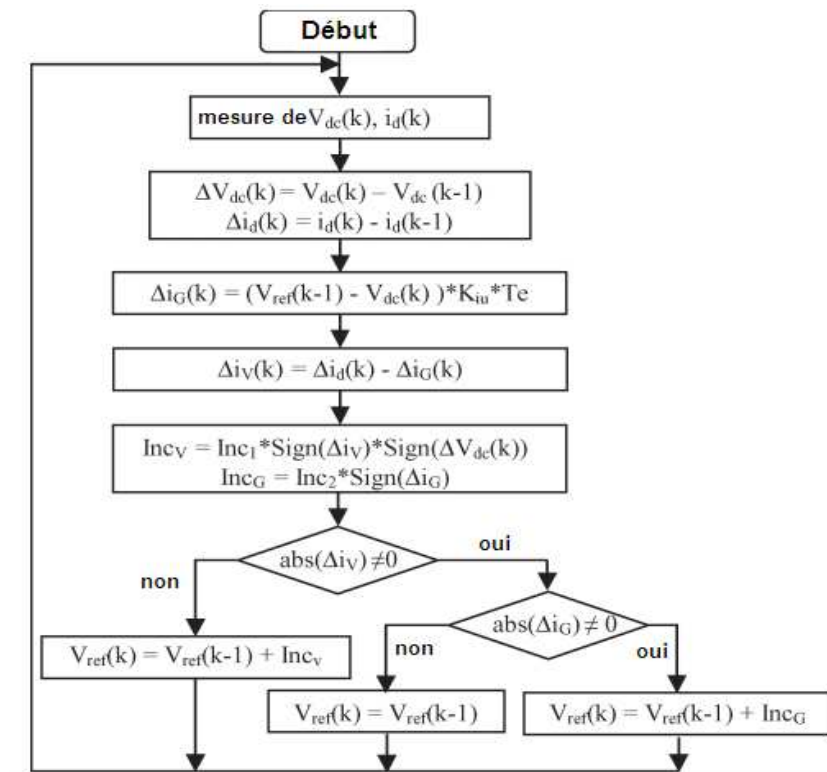 Début
mesure de V_dc(k), i_d(k)
ΔV_dc(k) = V_dc(k) – V_dc (k-1)
Δi_d(k) = i_d(k) - i_d(k-1)
Δi_G(k) = (V_ref(k-1) - V_dc(k) )*K_iu*Te
Δi_V(k) = Δi_d(k) - Δi_G(k)
Inc_V = Inc_1*Sign(Δi_V)*Sign(ΔV_dc(k))
Inc_G = Inc_2*Sign(Δi_G)
abs(Δi_V) ≠0
oui
non
abs(Δi_G) ≠ 0
non
oui
V_ref(k) = V_ref(k-1) + Inc_v
V_ref(k) = V_ref(k-1)
V_ref(k) = V_ref(k-1) + Inc_G